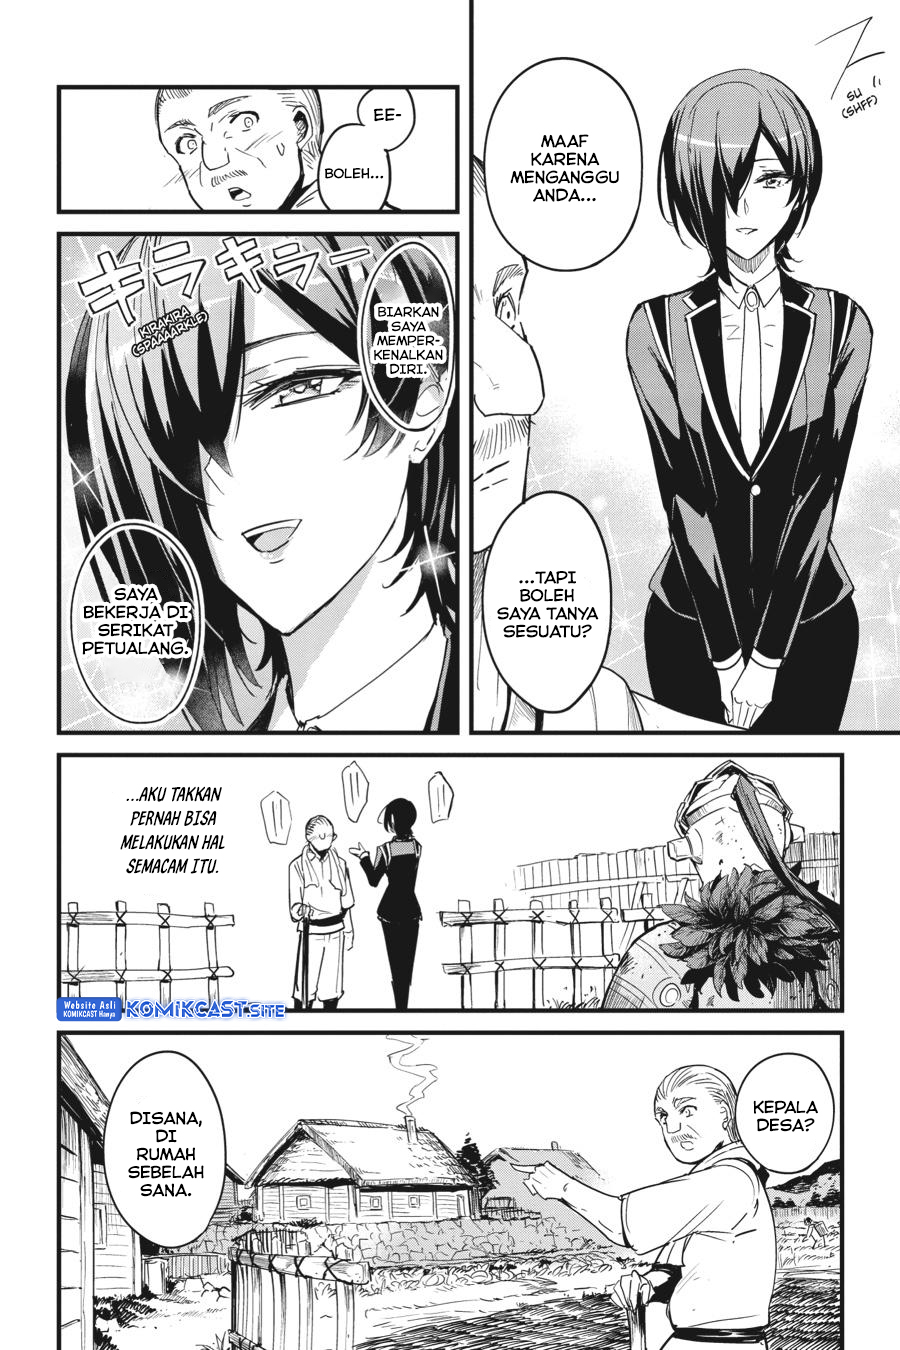 SU
(SHFF)
MAAF
KARENA
MENGANGGU
ANDA...
...TAPI
BOLEH
SAYA TANYA
SESUATU?
EE-
BOLEH...
キラキラー
KIRAKIRA
(SPAAAARKLE)
BIARKAN
SAYA
MEMPER-
KENALKAN
DIRI.
SAYA
BEKERJA DI
SERIKAT
PETUALANG.
...AKU TAKKAN
PERNAH BISA
MELAKUKAN HAL
SEMACAM ITU.
Website Asli
KOMIKCAST Hanya
KOMIKCAST.SITE
KEPALA
DESA?
DISANA,
DI
RUMAH
SEBELAH
SANA.